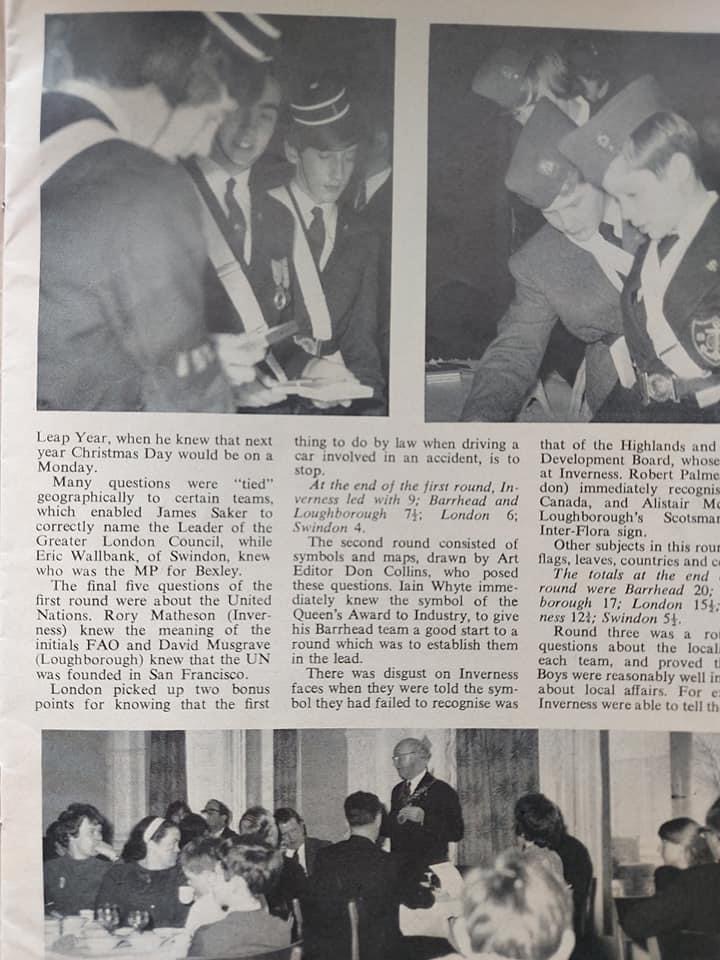 Leap Year, when he knew that next
year Christmas Day would be on a
Monday.
Many questions were "tied"
geographically to certain teams,
which enabled James Saker to
correctly name the Leader of the
Greater London Council, while
Eric Wallbank, of Swindon, knew
who was the MP for Bexley.
The final five questions of the
first round were about the United
Nations. Rory Matheson (Inver-
ness) knew the meaning of the
initials FAO and David Musgrave
(Loughborough) knew that the UN
was founded in San Francisco.
London picked up two bonus
points for knowing that the first
thing to do by law when driving a
car involved in an accident, is to
stop.
At the end of the first round, In-
verness led with 9; Barrhead and
Loughborough 7½; London 6;
Swindon 4.
The second round consisted of
symbols and maps, drawn by Art
Editor Don Collins, who posed
these questions. Iain Whyte imme-
diately knew the symbol of the
Queen's Award to Industry, to give
his Barrhead team a good start to a
round which was to establish them
in the lead.
There was disgust on Inverness
faces when they were told the sym-
bol they had failed to recognise was
that of the Highlands and
Development Board, whose
at Inverness. Robert Palme
don) immediately recognis
Canada, and Alistair Mc
Loughborough's Scotsma
Inter-Flora sign.
Other subjects in this roun
flags, leaves, countries and c
The totals at the end
round were Barrhead 20;
borough 17; London 15½;
ness 12½; Swindon 5½.
Round three was a ro
questions about the local
each team, and proved t
Boys were reasonably well in
about local affairs. For e
Inverness were able to tell th